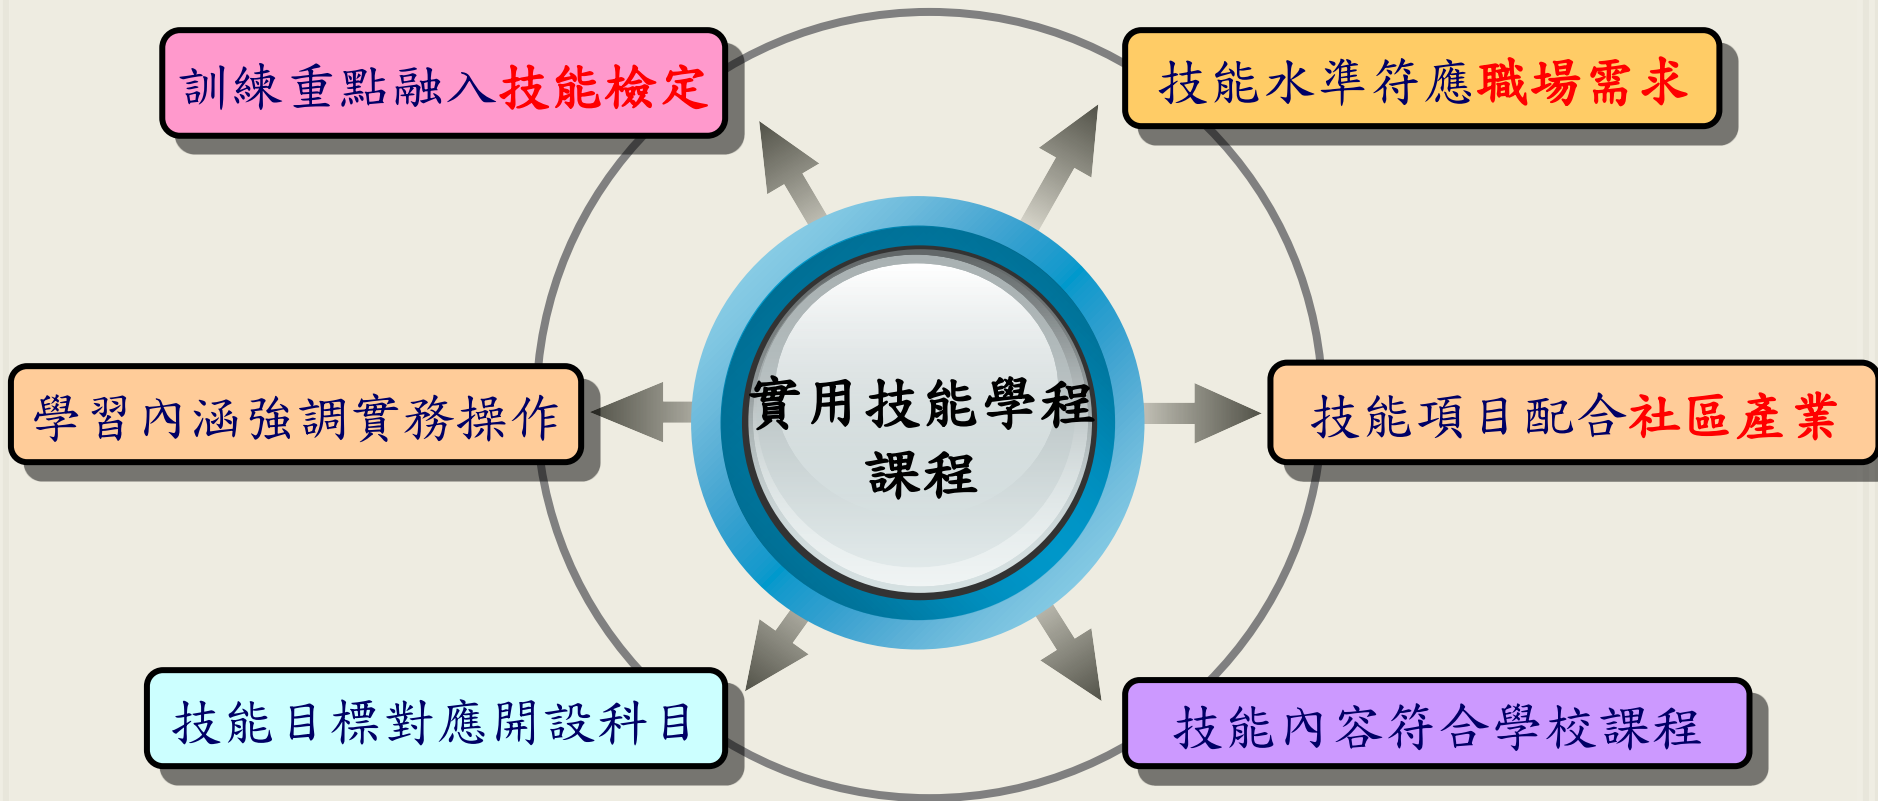 訓練重點融入技能檢定
技能水準符應職場需求
學習內涵強調實務操作
實用技能學程
課程
技能項目配合社區產業
技能目標對應開設科目
技能內容符合學校課程